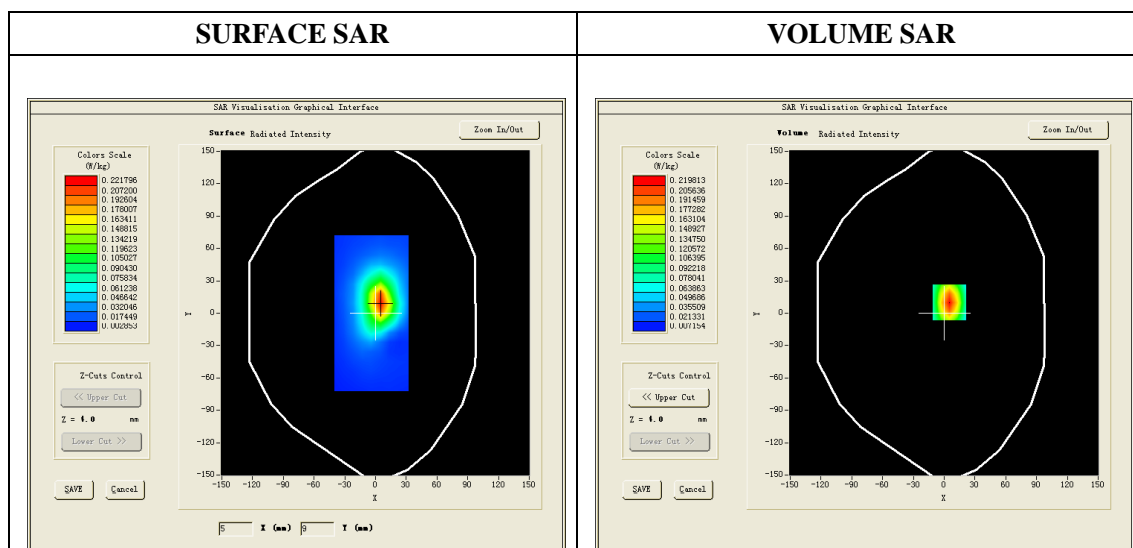 SURFACE SAR
VOLUME SAR
SAR Visualisation Graphical Interface
Surface Radiated Intensity
Zoom In/Out
Colors Scale
(W/kg)
0.221796
0.207200
0.192604
0.178007
0.163411
0.148815
0.134219
0.119623
0.105027
0.090430
0.075834
0.061238
0.046642
0.032046
0.017449
0.002853
Z-Cuts Control
<< Upper Cut
Z = 4.0 mm
Lower Cut >>
SAVE Cancel
150
120
90
60
30
0
-30
-60
-90
-120
-150
Y
-150 -120 -90 -60 -30 0 30 60 90 120 150
X
5 X (mm) 9 Y (mm)
SAR Visualisation Graphical Interface
Volume Radiated Intensity
Zoom In/Out
Colors Scale
(W/kg)
0.219813
0.205636
0.191459
0.177282
0.163104
0.148927
0.134750
0.120572
0.106395
0.092218
0.078041
0.063863
0.049686
0.035509
0.021331
0.007154
Z-Cuts Control
<< Upper Cut
Z = 4.0 mm
Lower Cut >>
SAVE Cancel
150
120
90
60
30
0
-30
-60
-90
-120
-150
Y
-150 -120 -90 -60 -30 0 30 60 90 120 150
X